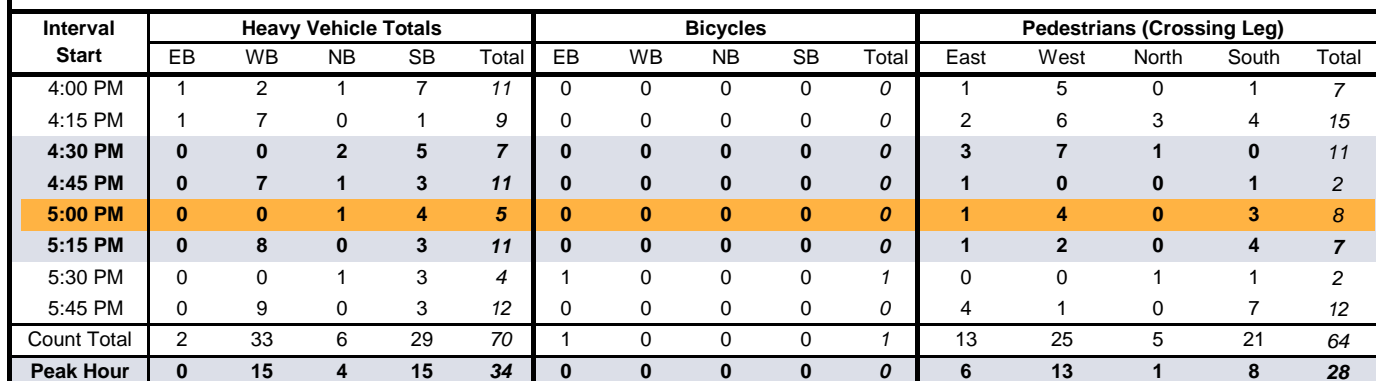 Interval Heavy Vehicle Totals Bicycles Pedestrians (Crossing Leg)
Start EB WB NB SB Total EB WB NB SB Total East West North South Total
4:00 PM 1 2 1 7 11 0 0 0 0 0 1 5 0 1 7
4:15 PM 1 7 0 1 9 0 0 0 0 0 2 6 3 4 15
4:30 PM 0 0 2 5 7 0 0 0 0 0 3 7 1 0 11
4:45 PM 0 7 1 3 11 0 0 0 0 0 1 0 0 1 2
5:00 PM 0 0 1 4 5 0 0 0 0 0 1 4 0 3 8
5:15 PM 0 8 0 3 11 0 0 0 0 0 1 2 0 4 7
5:30 PM 0 0 1 3 4 1 0 0 0 1 0 0 1 1 2
5:45 PM 0 9 0 3 12 0 0 0 0 0 4 1 0 7 12
Count Total 2 33 6 29 70 1 0 0 0 1 13 25 5 21 64
Peak Hour 0 15 4 15 34 0 0 0 0 0 6 13 1 8 28